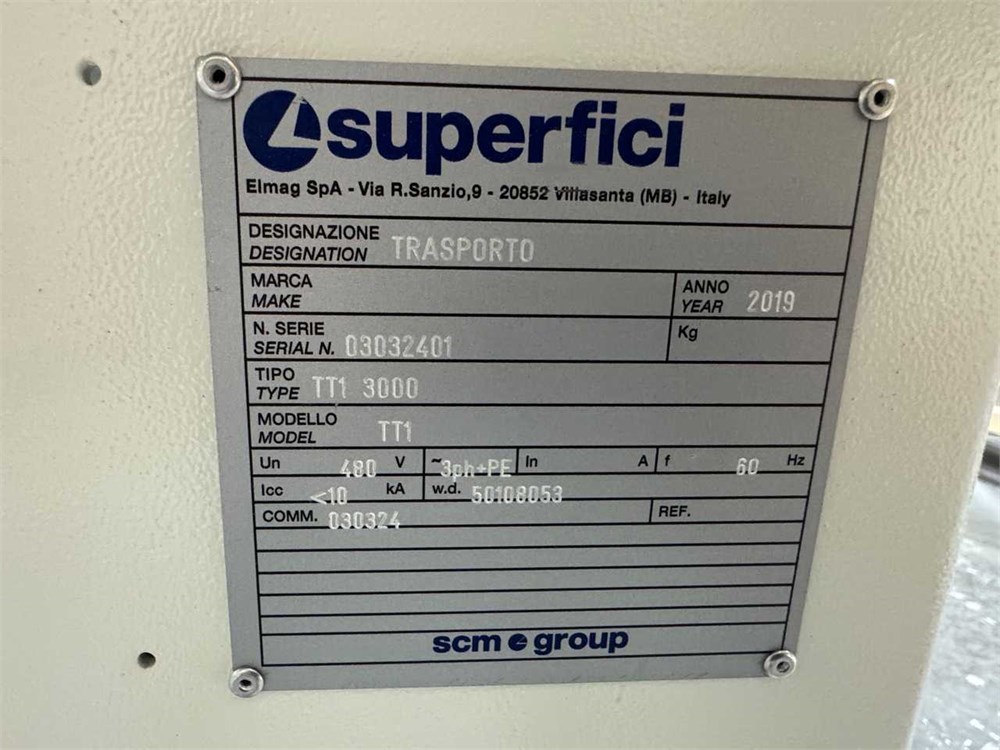 superfici
Elmag SpA - Via R.Sanzio,9 - 20852 Villasanta (MB) - Italy
DESIGNAZIONE
DESIGNATION TRASPORTO
MARCA
MAKE
ANNO
YEAR 2019
N. SERIE
SERIAL N. 03032401
Kg
TIPO
TYPE TT1 3000
MODELLO
MODEL TT1
Un 480 V ~3ph+PE In A f 60 Hz
Icc <10 kA w.d. 50108053
COMM. 030324 REF.
scm group